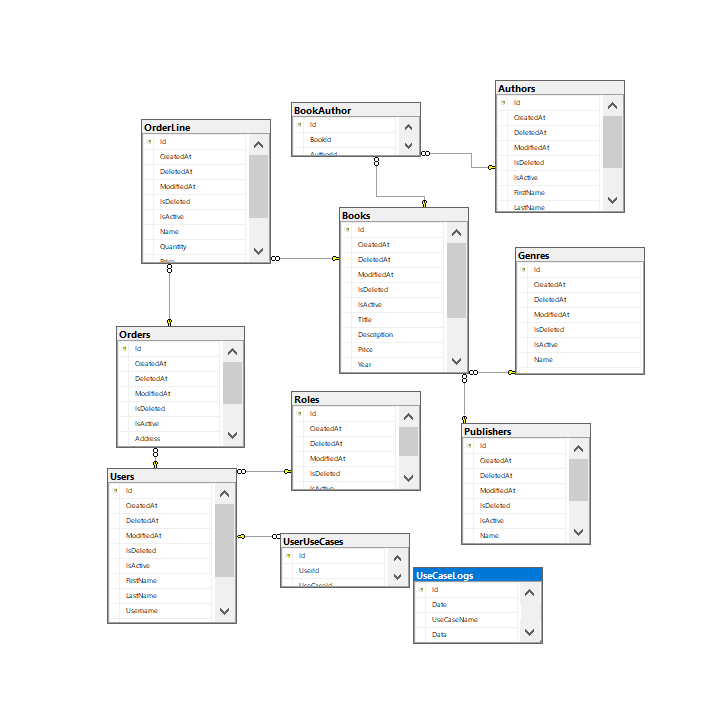 Authors
Id
CreatedAt
DeletedAt
ModifiedAt
IsDeleted
IsActive
FirstName
LastName
BookAuthor
Id
BookId
AuthorId
OrderLine
Id
CreatedAt
DeletedAt
ModifiedAt
IsDeleted
IsActive
Name
Quantity
Price
Books
Id
CreatedAt
DeletedAt
ModifiedAt
IsDeleted
IsActive
Title
Description
Price
Year
Genres
Id
CreatedAt
DeletedAt
ModifiedAt
IsDeleted
IsActive
Name
Orders
Id
CreatedAt
DeletedAt
ModifiedAt
IsDeleted
IsActive
Address
Roles
Id
CreatedAt
DeletedAt
ModifiedAt
IsDeleted
IsActive
Publishers
Id
CreatedAt
DeletedAt
ModifiedAt
IsDeleted
IsActive
Name
Users
Id
CreatedAt
DeletedAt
ModifiedAt
IsDeleted
IsActive
FirstName
LastName
Username
UserUseCases
Id
UserId
UseCaseId
UseCaseLogs
Id
Date
UseCaseName
Data